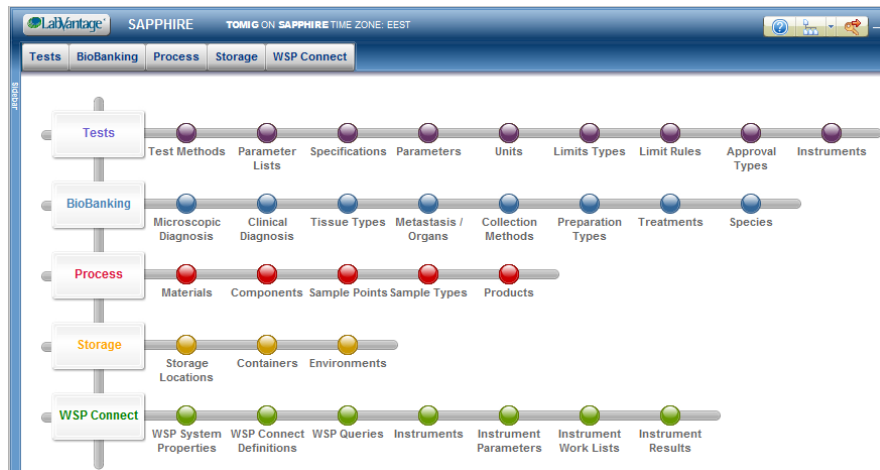 LabVantage® SAPPHIRE TOMIG ON SAPPHIRE TIME ZONE: EEST
Tests BioBanking Process Storage WSP Connect
Sidebar
Tests
Test Methods Parameter Specifications Parameters Units Limits Types Limit Rules Approval Instruments
Lists Types
BioBanking
Microscopic Clinical Tissue Types Metastasis / Collection Preparation Treatments Species
Diagnosis Diagnosis Organs Methods Types
Process
Materials Components Sample Points Sample Types Products
Storage
Storage Containers Environments
Locations
WSP Connect
WSP System WSP Connect WSP Queries Instruments Instrument Instrument Instrument
Properties Definitions Parameters Work Lists Results